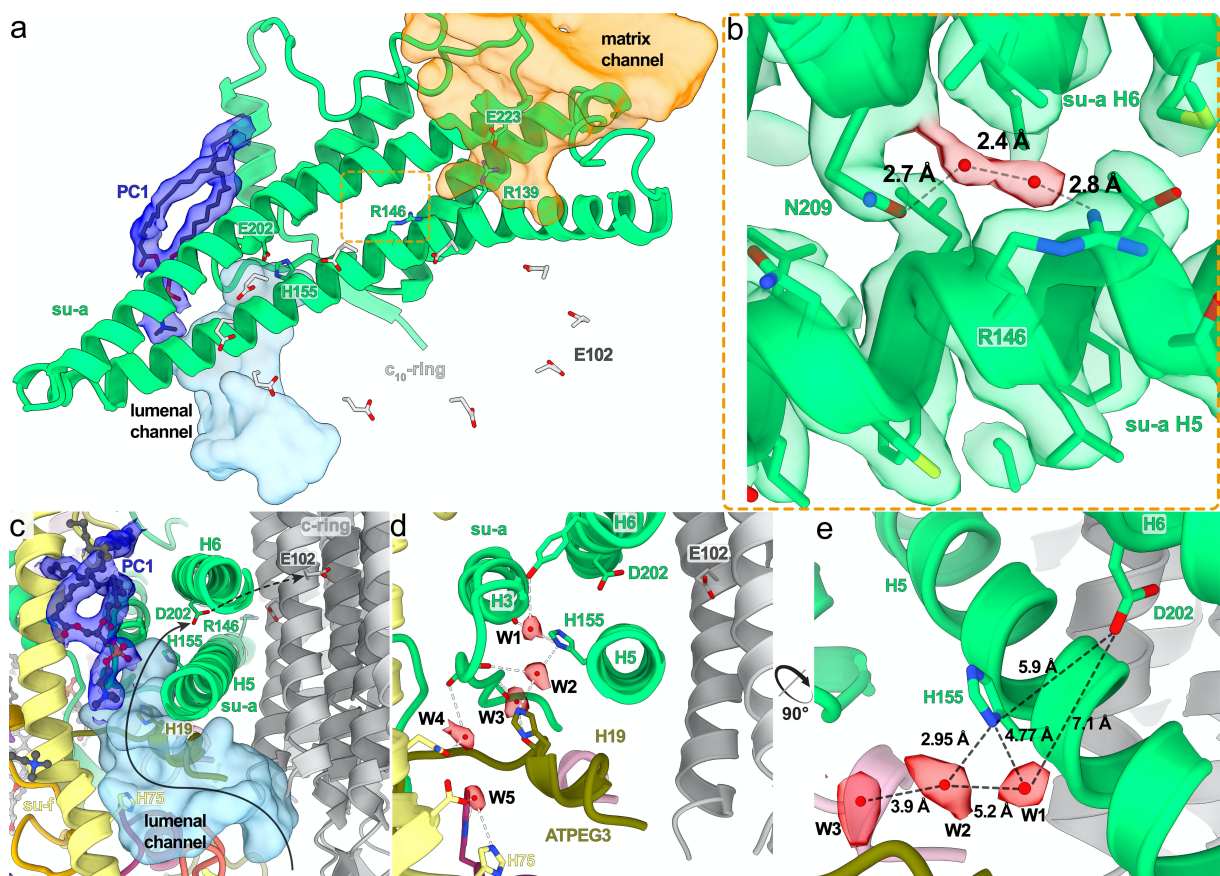 a
matrix
channel
E223
PC1
R139
R146
E202
H155
su-a
E102
c10-ring
lumenal
channel
b
su-a H6
2.4 Å
2.7 Å
2.8 Å
N209
R146
su-a H5
c
c-ring
PC1
H6
E102
D202
R146
H155
H5
su-a
H19
su-f
H75
lumenal
channel
d
su-a
H6
E102
D202
H3
H155
W1
H5
W2
W3
W4
H19
W5
ATPEG3
H75
90°
e
H6
H5
D202
5.9 Å
H155
7.1 Å
4.77 Å
2.95 Å
3.9 Å
5.2 Å
W1
W3
W2